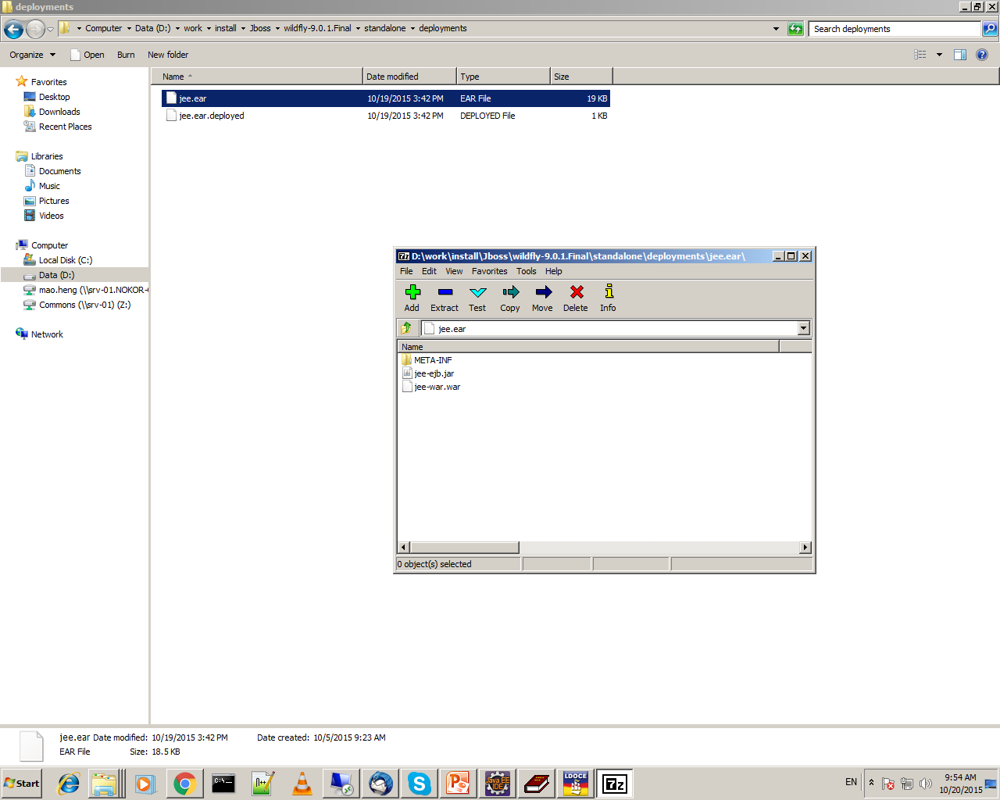 deployments
Computer Data (D:) work install Jboss wildfly-9.0.1.Final standalone deployments Search deployments
Organize Open Burn New folder
Favorites
Desktop
Downloads
Recent Places
Libraries
Documents
Music
Pictures
Videos
Computer
Local Disk (C:)
Data (D:)
mao.heng (\\srv-01.NOKOR-
Commons (\\srv-01) (Z:)
Network
Name Date modified Type Size
jee.ear 10/19/2015 3:42 PM EAR File 19 KB
jee.ear.deployed 10/19/2015 3:42 PM DEPLOYED File 1 KB
7z D:\work\install\Jboss\wildfly-9.0.1.Final\standalone\deployments\jee.ear\
File Edit View Favorites Tools Help
Add Extract Test Copy Move Delete Info
jee.ear
Name
META-INF
jee-ejb.jar
jee-war.war
0 object(s) selected
jee.ear Date modified: 10/19/2015 3:42 PM Date created: 10/5/2015 9:23 AM
EAR File Size: 18.5 KB
Start
C:\_
Java EE
IDE
LDOCE
7z
EN
9:54 AM
10/20/2015